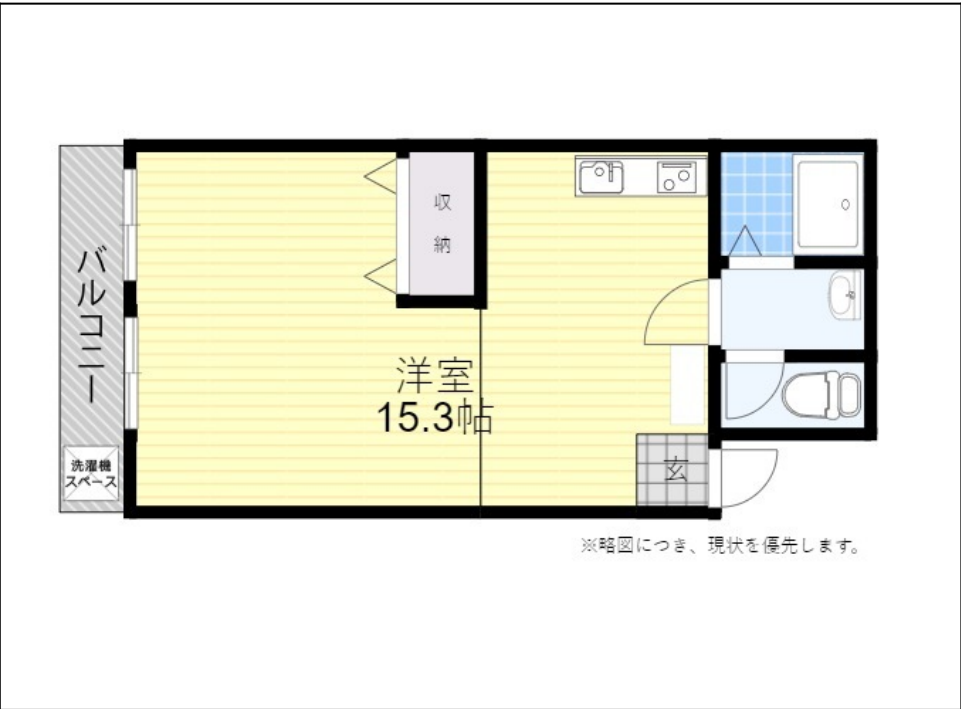 バルコニー
収
納
洋室
15.3帖
洗濯機
スペース
玄
※略図につき、現状を優先します。